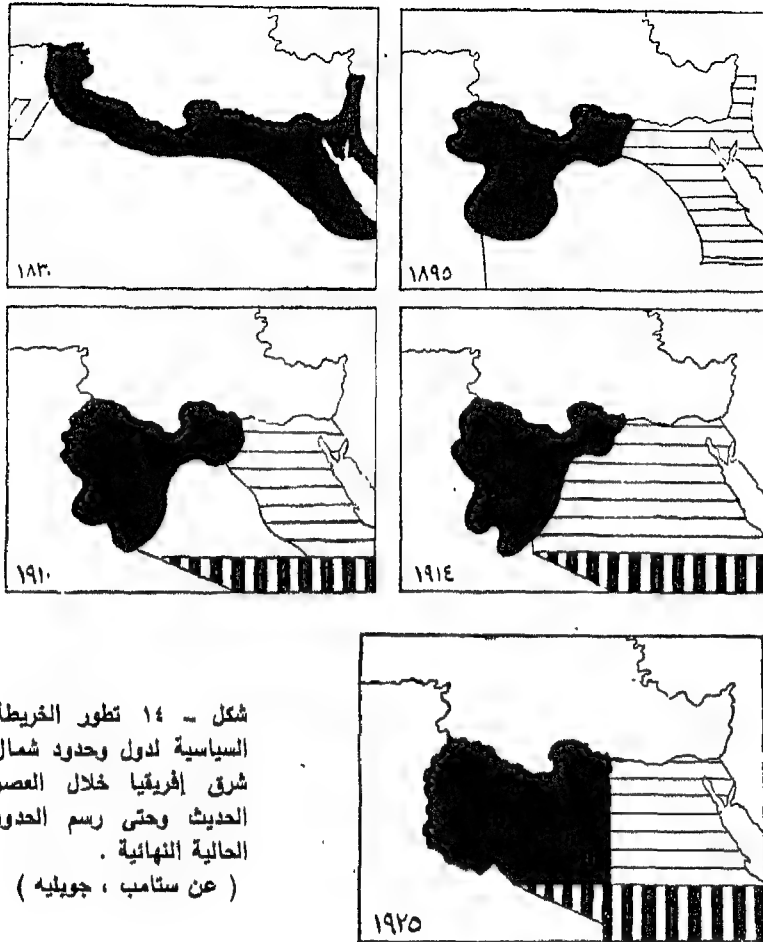 ١٨٣٠
١٨٩٥
١٩١٠
١٩١٤
شكل - ١٤ تطور الخريطة
السياسية لدول وحدود شمال
شرق إفريقيا خلال العصر
الحديث وحتى رسم الحدود
الحالية النهائية .
( عن ستامب ، جويليه )
١٩٢٥